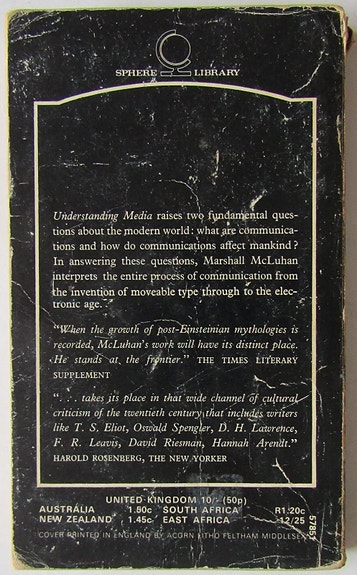 SPHERE LIBRARY
Understanding Media raises two fundamental ques-
tions about the modern world: what are communica-
tions and how do communications affect mankind?
In answering these questions, Marshall McLuhan
interprets the entire process of communication from
the invention of moveable type through to the elec-
tronic age.
"When the growth of post-Einsteinian mythologies is
recorded, McLuhan's work will have its distinct place.
He stands at the frontier." THE TIMES LITERARY
SUPPLEMENT
". . . takes its place in that wide channel of cultural
criticism of the twentieth century that includes writers
like T. S. Eliot, Oswald Spengler, D. H. Lawrence,
F. R. Leavis, David Riesman, Hannah Arendt."
HAROLD ROSENBERG, THE NEW YORKER
UNITED KINGDOM 10/- (50p)
AUSTRALIA 1.50c SOUTH AFRICA R1.20c
NEW ZEALAND 1.45c EAST AFRICA 12/25
COVER PRINTED IN ENGLAND BY ACORN LITHO FELTHAM MIDDLESEX